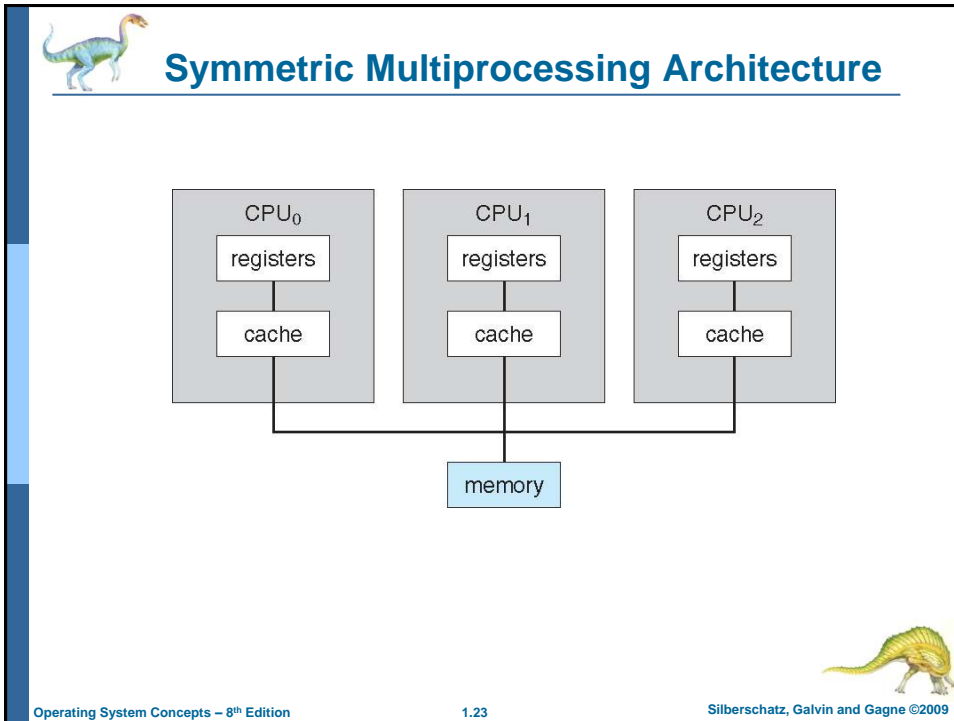 Symmetric Multiprocessing Architecture
CPU₀ CPU₁ CPU₂
registers registers registers
cache cache cache
memory
Operating System Concepts – 8th Edition 1.23 Silberschatz, Galvin and Gagne ©2009